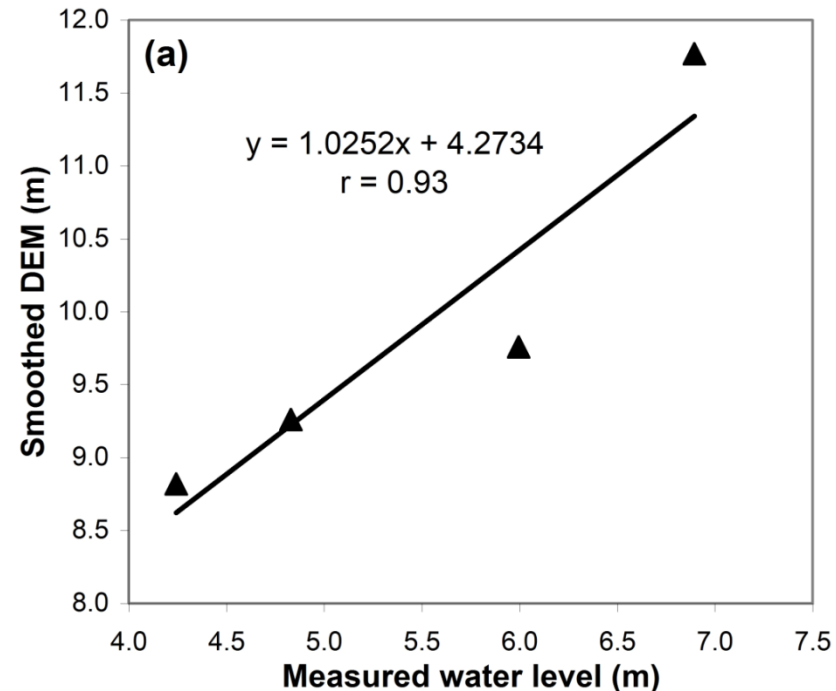 (a)
y = 1.0252x + 4.2734
r = 0.93
Smoothed DEM (m)
12.0
11.5
11.0
10.5
10.0
9.5
9.0
8.5
8.0
4.0 4.5 5.0 5.5 6.0 6.5 7.0 7.5
Measured water level (m)